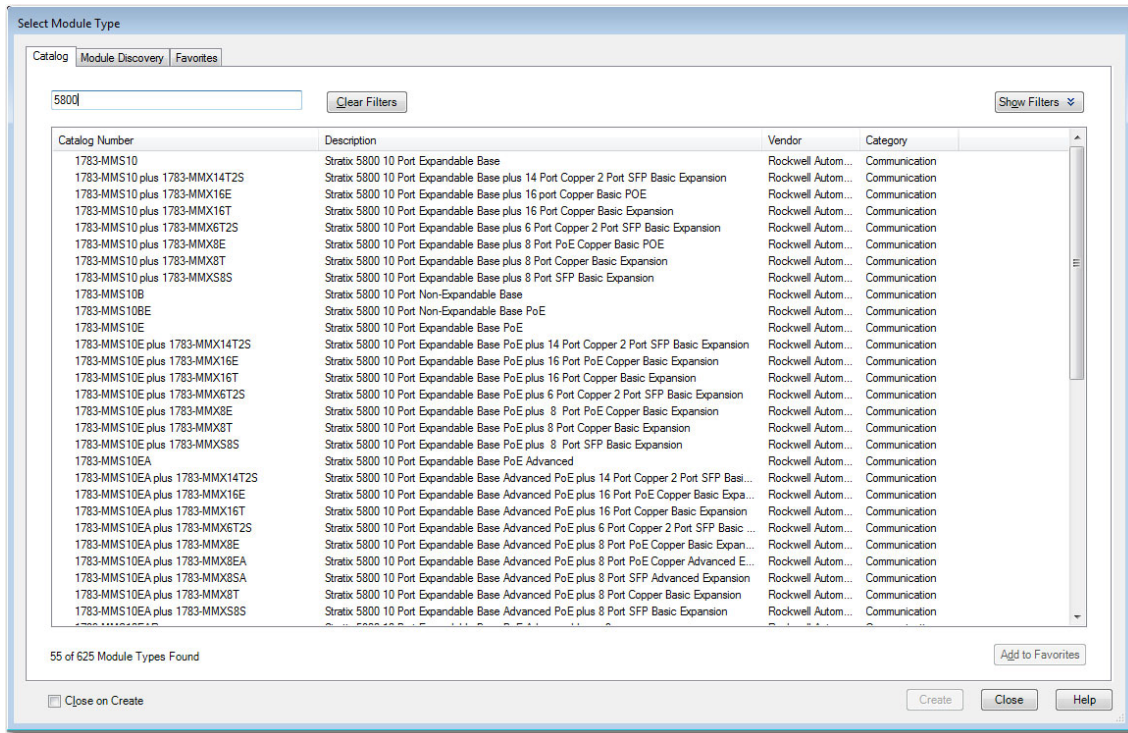 Select Module Type
Catalog Module Discovery Favorites
5800 Clear Filters Show Filters
Catalog Number Description Vendor Category
1783-MMS10 Stratix 5800 10 Port Expandable Base Rockwell Autom... Communication
1783-MMS10 plus 1783-MMX14T2S Stratix 5800 10 Port Expandable Base plus 14 Port Copper 2 Port SFP Basic Expansion Rockwell Autom... Communication
1783-MMS10 plus 1783-MMX16E Stratix 5800 10 Port Expandable Base plus 16 port Copper Basic POE Rockwell Autom... Communication
1783-MMS10 plus 1783-MMX16T Stratix 5800 10 Port Expandable Base plus 16 Port Copper Basic Expansion Rockwell Autom... Communication
1783-MMS10 plus 1783-MMX6T2S Stratix 5800 10 Port Expandable Base plus 6 Port Copper 2 Port SFP Basic Expansion Rockwell Autom... Communication
1783-MMS10 plus 1783-MMX8E Stratix 5800 10 Port Expandable Base plus 8 Port PoE Copper Basic POE Rockwell Autom... Communication
1783-MMS10 plus 1783-MMX8T Stratix 5800 10 Port Expandable Base plus 8 Port Copper Basic Expansion Rockwell Autom... Communication
1783-MMS10 plus 1783-MMXS8S Stratix 5800 10 Port Expandable Base plus 8 Port SFP Basic Expansion Rockwell Autom... Communication
1783-MMS10B Stratix 5800 10 Port Non-Expandable Base Rockwell Autom... Communication
1783-MMS10BE Stratix 5800 10 Port Non-Expandable Base PoE Rockwell Autom... Communication
1783-MMS10E Stratix 5800 10 Port Expandable Base PoE Rockwell Autom... Communication
1783-MMS10E plus 1783-MMX14T2S Stratix 5800 10 Port Expandable Base PoE plus 14 Port Copper 2 Port SFP Basic Expansion Rockwell Autom... Communication
1783-MMS10E plus 1783-MMX16E Stratix 5800 10 Port Expandable Base PoE plus 16 Port PoE Copper Basic Expansion Rockwell Autom... Communication
1783-MMS10E plus 1783-MMX16T Stratix 5800 10 Port Expandable Base PoE plus 16 Port Copper Basic Expansion Rockwell Autom... Communication
1783-MMS10E plus 1783-MMX6T2S Stratix 5800 10 Port Expandable Base PoE plus 6 Port Copper 2 Port SFP Basic Expansion Rockwell Autom... Communication
1783-MMS10E plus 1783-MMX8E Stratix 5800 10 Port Expandable Base PoE plus 8 Port PoE Copper Basic Expansion Rockwell Autom... Communication
1783-MMS10E plus 1783-MMX8T Stratix 5800 10 Port Expandable Base PoE plus 8 Port Copper Basic Expansion Rockwell Autom... Communication
1783-MMS10E plus 1783-MMXS8S Stratix 5800 10 Port Expandable Base PoE plus 8 Port SFP Basic Expansion Rockwell Autom... Communication
1783-MMS10EA Stratix 5800 10 Port Expandable Base PoE Advanced Rockwell Autom... Communication
1783-MMS10EA plus 1783-MMX14T2S Stratix 5800 10 Port Expandable Base Advanced PoE plus 14 Port Copper 2 Port SFP Basi... Rockwell Autom... Communication
1783-MMS10EA plus 1783-MMX16E Stratix 5800 10 Port Expandable Base Advanced PoE plus 16 Port PoE Copper Basic Expa... Rockwell Autom... Communication
1783-MMS10EA plus 1783-MMX16T Stratix 5800 10 Port Expandable Base Advanced PoE plus 16 Port Copper Basic Expansion Rockwell Autom... Communication
1783-MMS10EA plus 1783-MMX6T2S Stratix 5800 10 Port Expandable Base Advanced PoE plus 6 Port Copper 2 Port SFP Basic ... Rockwell Autom... Communication
1783-MMS10EA plus 1783-MMX8E Stratix 5800 10 Port Expandable Base Advanced PoE plus 8 Port PoE Copper Basic Expan... Rockwell Autom... Communication
1783-MMS10EA plus 1783-MMX8EA Stratix 5800 10 Port Expandable Base Advanced PoE plus 8 Port PoE Copper Advanced E... Rockwell Autom... Communication
1783-MMS10EA plus 1783-MMX8SA Stratix 5800 10 Port Expandable Base Advanced PoE plus 8 Port SFP Advanced Expansion Rockwell Autom... Communication
1783-MMS10EA plus 1783-MMX8T Stratix 5800 10 Port Expandable Base Advanced PoE plus 8 Port Copper Basic Expansion Rockwell Autom... Communication
1783-MMS10EA plus 1783-MMXS8S Stratix 5800 10 Port Expandable Base Advanced PoE plus 8 Port SFP Basic Expansion Rockwell Autom... Communication
55 of 625 Module Types Found Add to Favorites
Close on Create Create Close Help